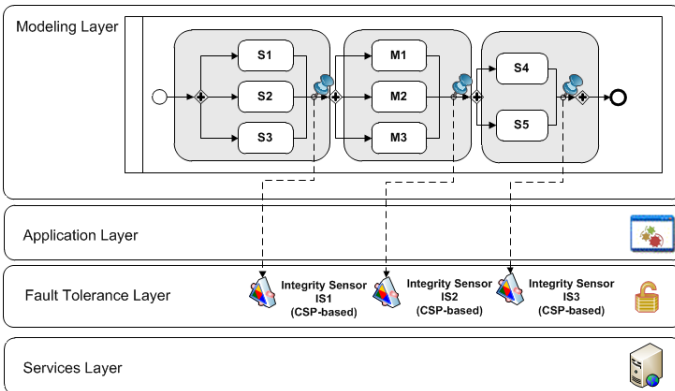 Modeling Layer
S1
S2
S3
M1
M2
M3
S4
S5
Application Layer
Fault Tolerance Layer
Integrity Sensor
IS1
(CSP-based)
Integrity Sensor
IS2
(CSP-based)
Integrity Sensor
IS3
(CSP-based)
Services Layer